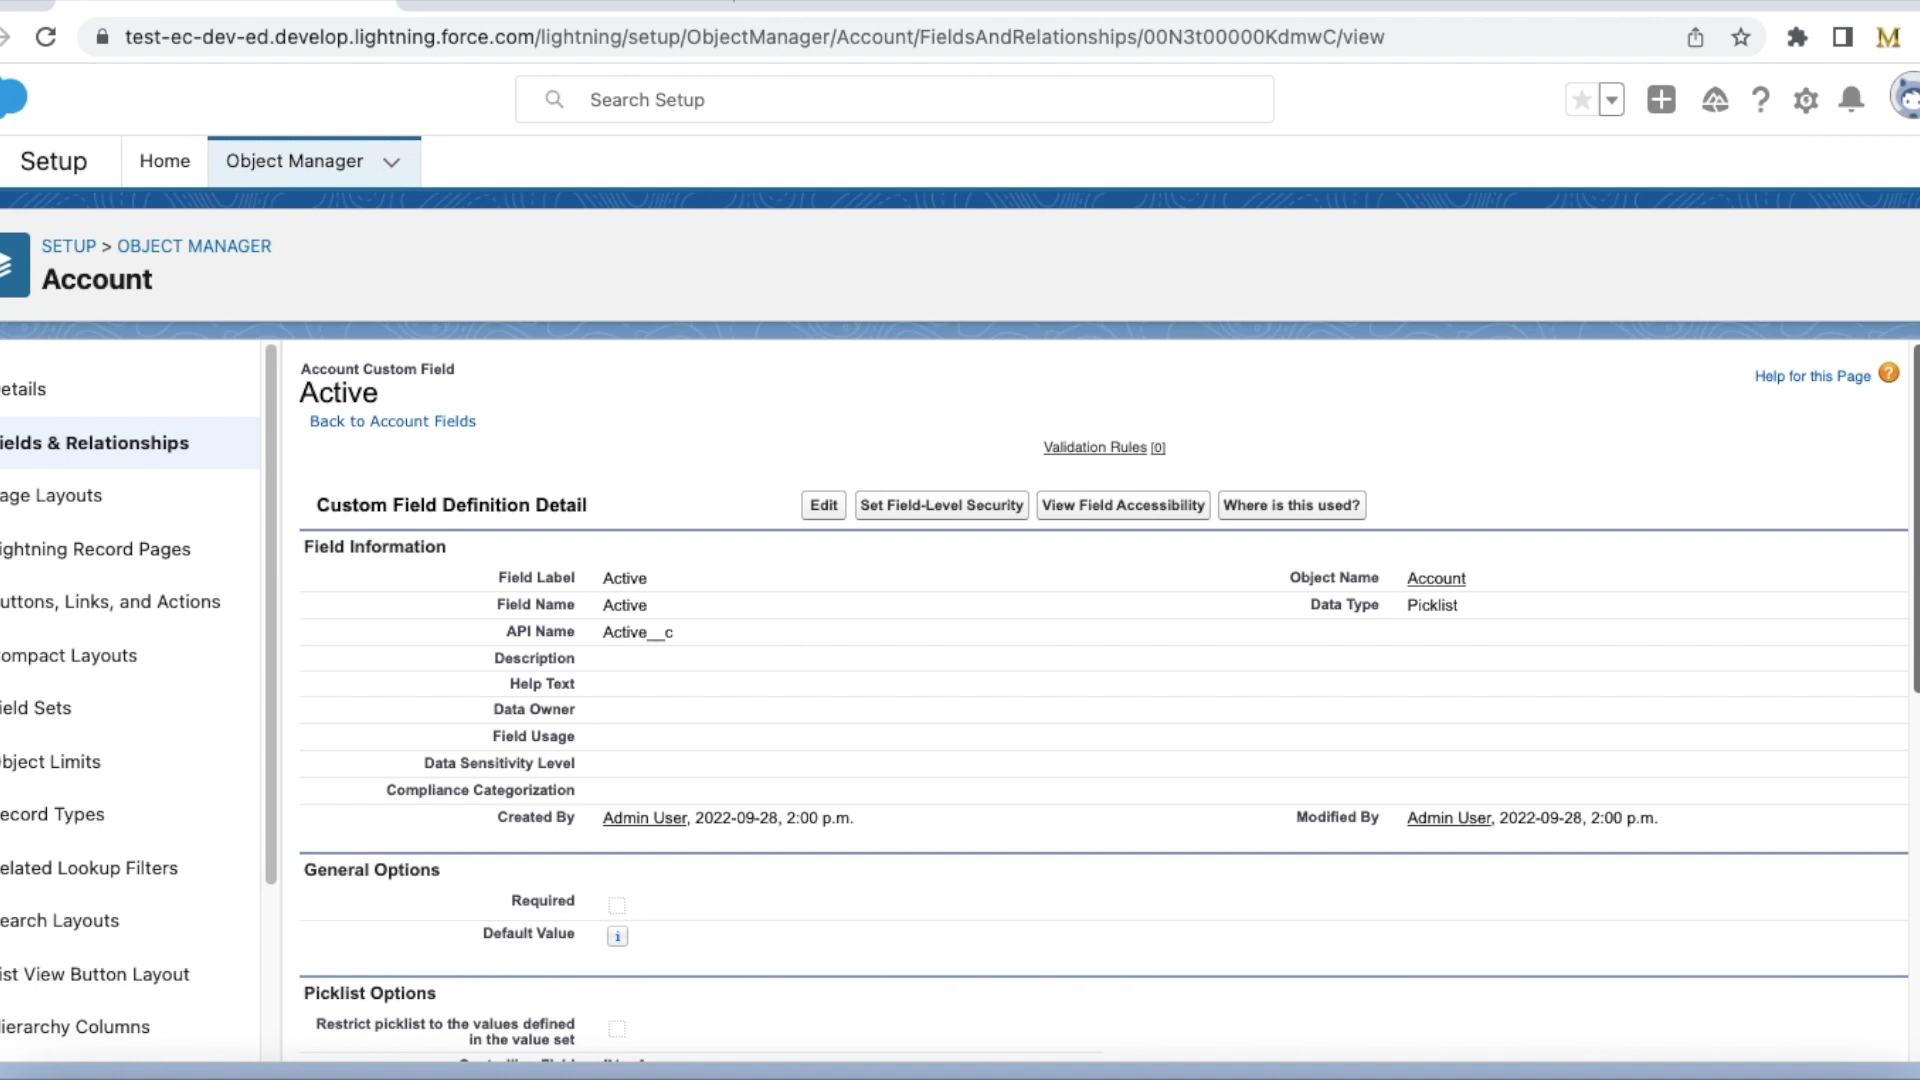 test-ec-dev-ed.develop.lightning.force.com/lightning/setup/ObjectManager/Account/FieldsAndRelationships/00N3t00000KdmwC/view
M
Search Setup
Setup Home Object Manager
SETUP > OBJECT MANAGER
Account
etails
ields & Relationships
age Layouts
ightning Record Pages
uttons, Links, and Actions
ompact Layouts
ield Sets
bject Limits
ecord Types
elated Lookup Filters
earch Layouts
ist View Button Layout
ierarchy Columns
Account Custom Field
Active
Back to Account Fields
Help for this Page ?
Validation Rules [0]
Custom Field Definition Detail Edit Set Field-Level Security View Field Accessibility Where is this used?
Field Information
Field Label Active Object Name Account
Field Name Active Data Type Picklist
API Name Active__c
Description
Help Text
Data Owner
Field Usage
Data Sensitivity Level
Compliance Categorization
Created By Admin User, 2022-09-28, 2:00 p.m. Modified By Admin User, 2022-09-28, 2:00 p.m.
General Options
Required
Default Value i
Picklist Options
Restrict picklist to the values defined
in the value set